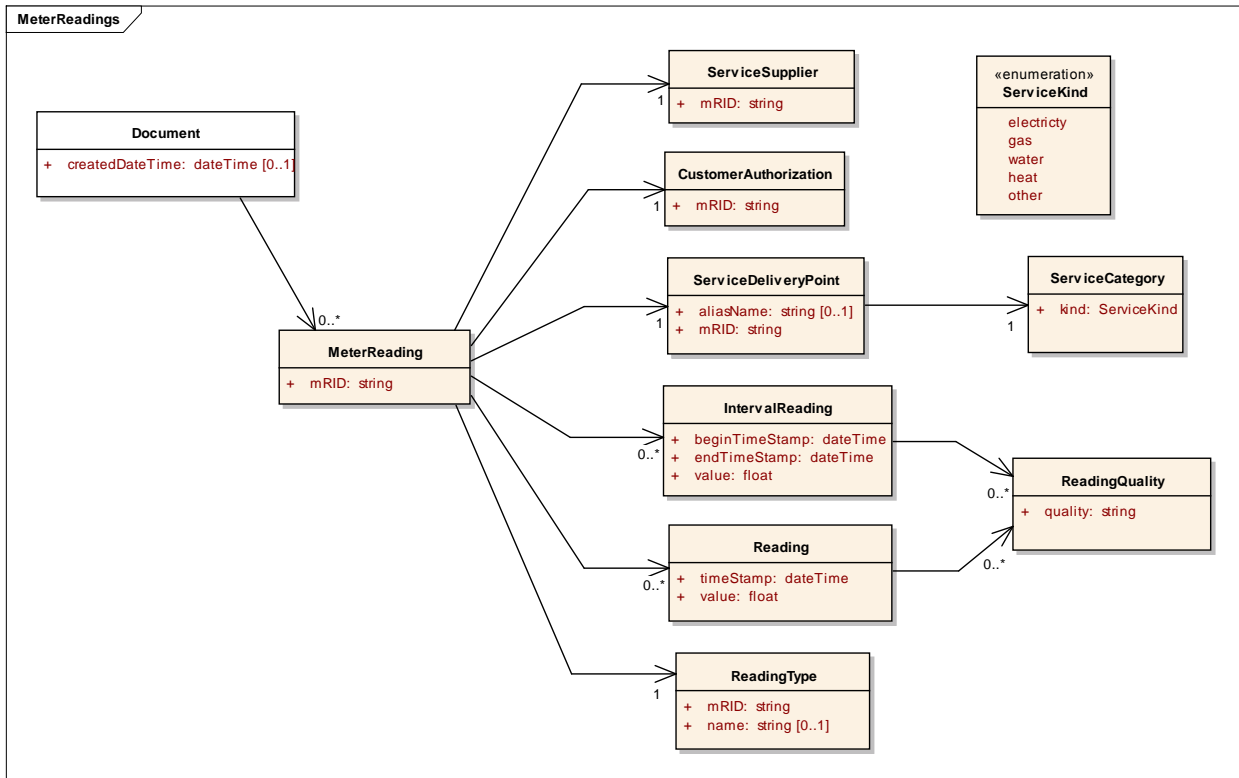 MeterReadings
Document
+ createdDateTime: dateTime [0..1]
0..*
MeterReading
+ mRID: string
ServiceSupplier
+ mRID: string
1
CustomerAuthorization
+ mRID: string
1
ServiceDeliveryPoint
+ aliasName: string [0..1]
+ mRID: string
1
IntervalReading
+ beginTimeStamp: dateTime
+ endTimeStamp: dateTime
+ value: float
0..*
Reading
+ timeStamp: dateTime
+ value: float
0..*
ReadingType
+ mRID: string
+ name: string [0..1]
1
«enumeration»
ServiceKind
electricty
gas
water
heat
other
ServiceCategory
+ kind: ServiceKind
1
ReadingQuality
+ quality: string
0..*
0..*